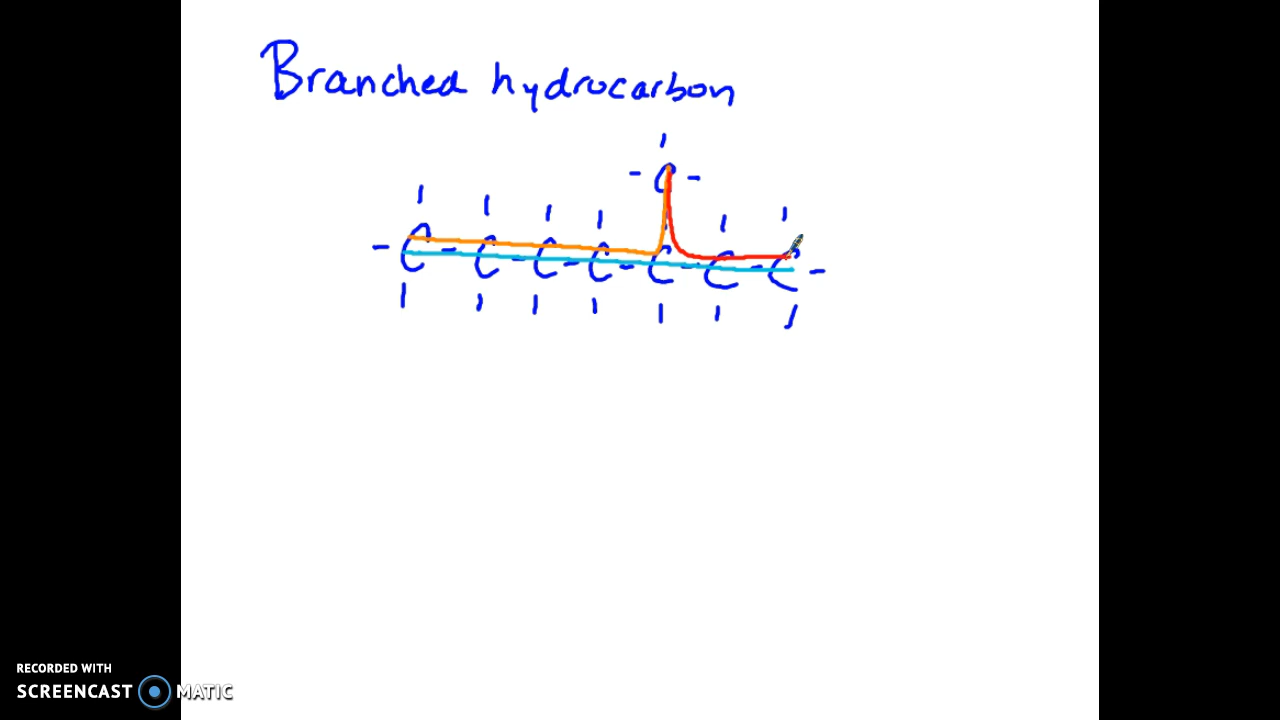 Branched hydrocarbon
C
C - C - C - C - C - C - C
RECORDED WITH
SCREENCAST MATIC